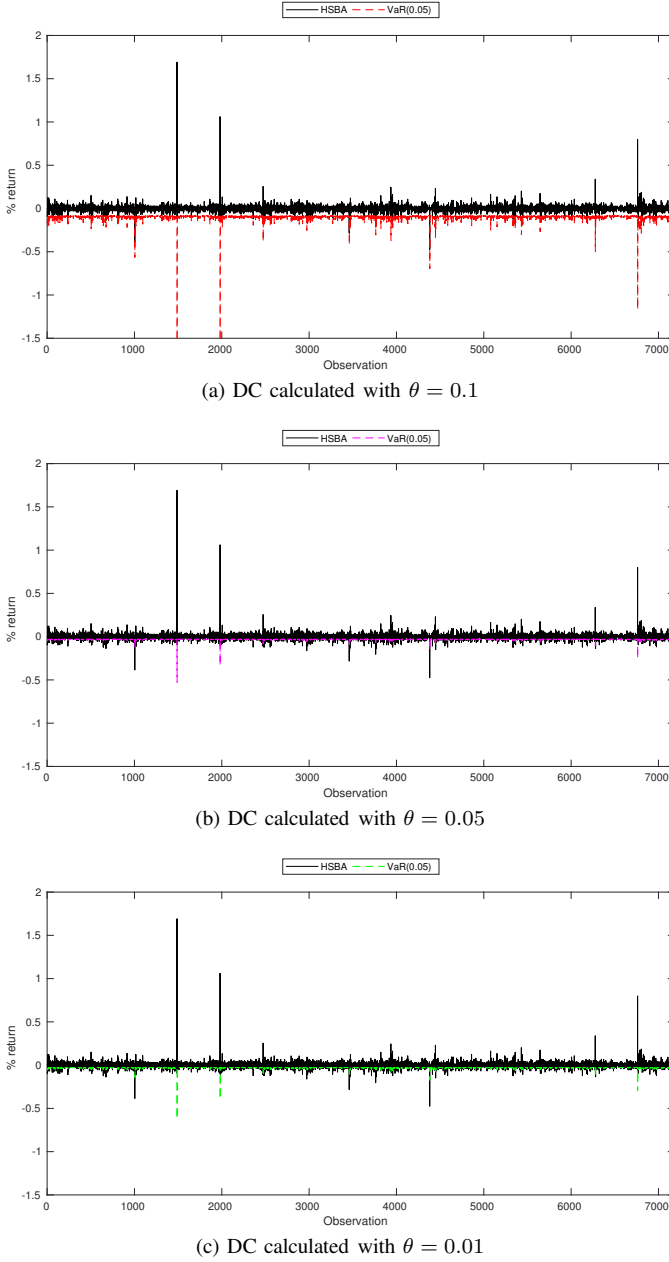 HSBA VaR(0.05)
2
1.5
1
0.5
0
-0.5
-1
-1.5
% return
0 1000 2000 3000 4000 5000 6000 7000
Observation
(a) DC calculated with θ = 0.1
HSBA VaR(0.05)
2
1.5
1
0.5
0
-0.5
-1
-1.5
% return
0 1000 2000 3000 4000 5000 6000 7000
Observation
(b) DC calculated with θ = 0.05
HSBA VaR(0.05)
2
1.5
1
0.5
0
-0.5
-1
-1.5
% return
0 1000 2000 3000 4000 5000 6000 7000
Observation
(c) DC calculated with θ = 0.01